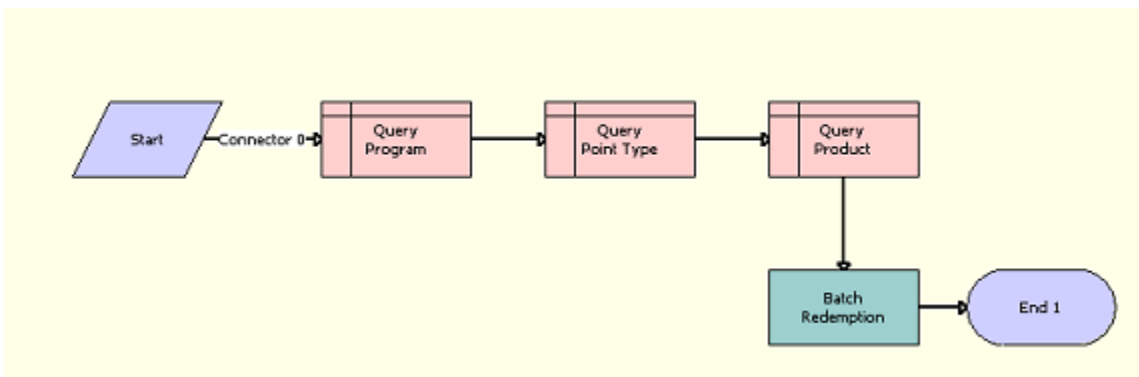 Start
Connector 0
Query
Program
Query
Point Type
Query
Product
Batch
Redemption
End 1